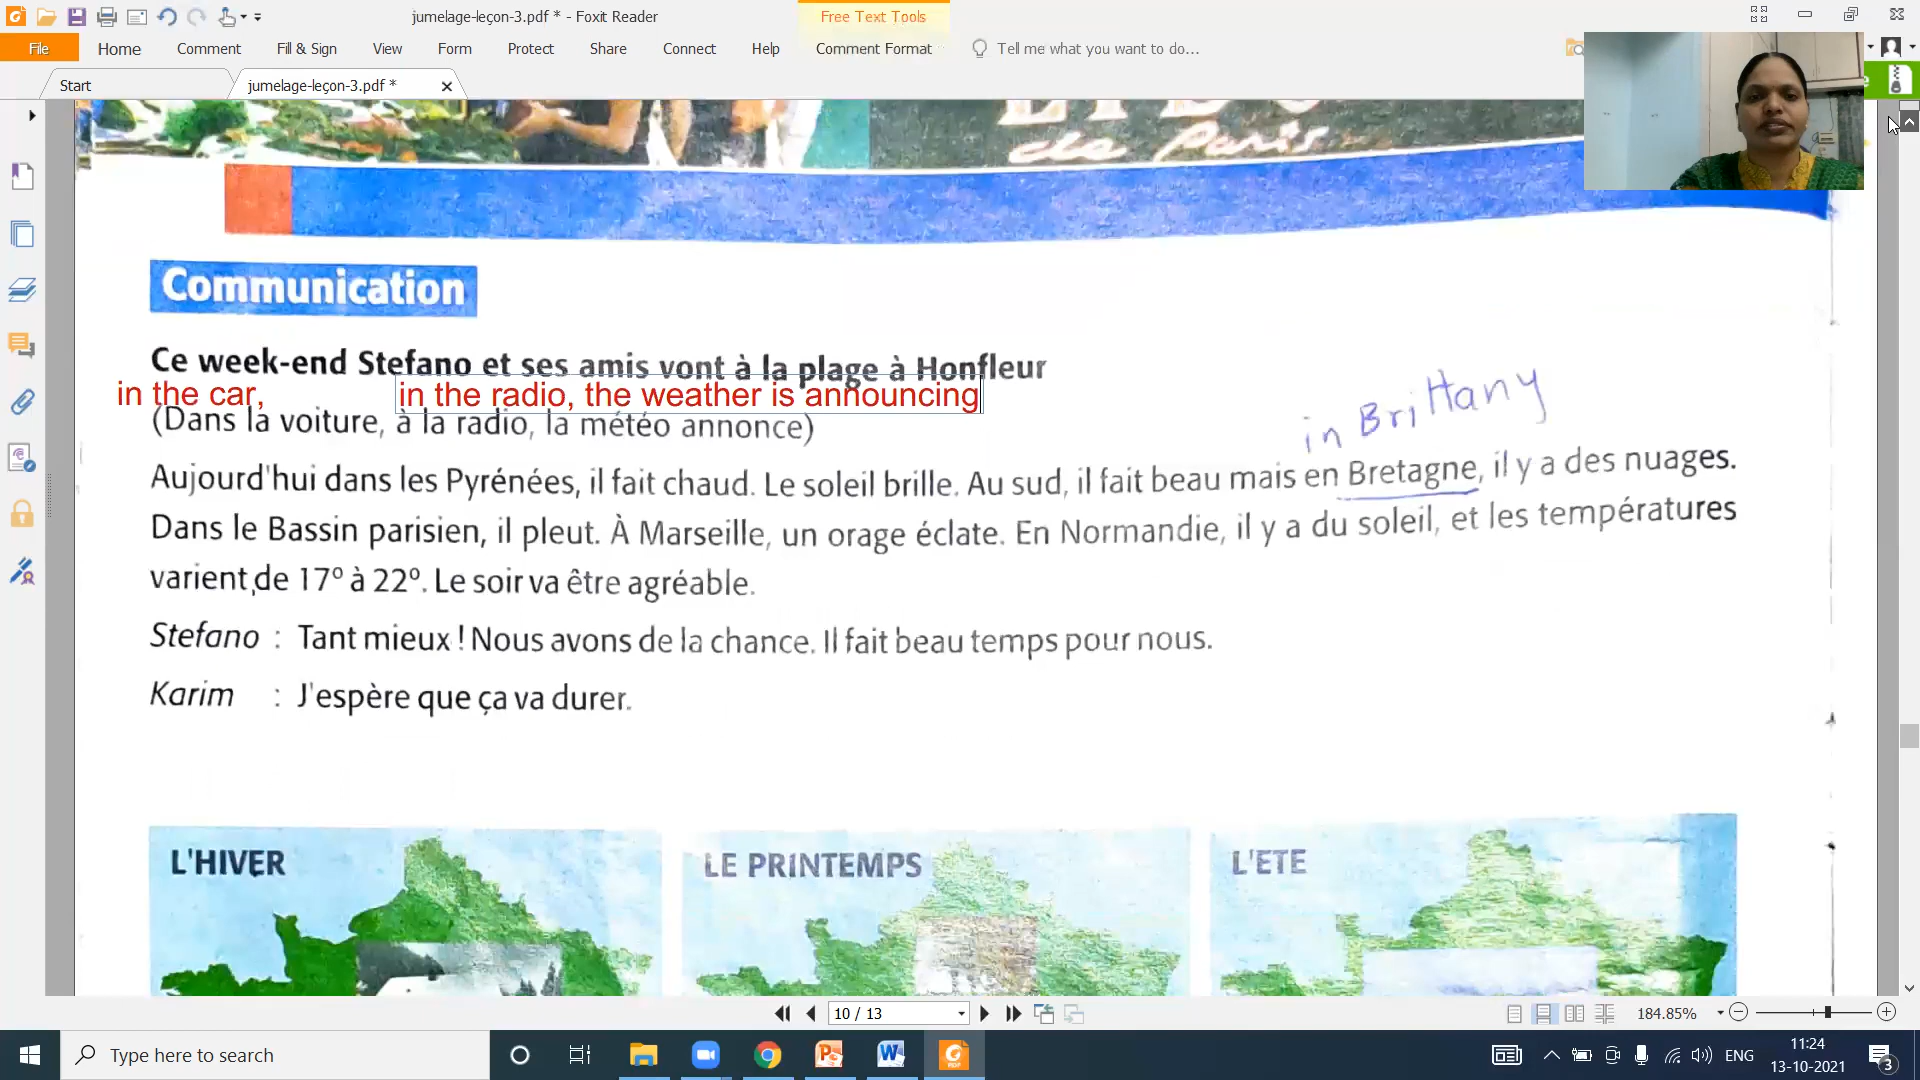 jumelage-leçon-3.pdf * - Foxit Reader
Free Text Tools
File Home Comment Fill & Sign View Form Protect Share Connect Help Comment Format Tell me what you want to do...
Start jumelage-leçon-3.pdf *
de Paris
Communication
Ce week-end Stefano et ses amis vont à la plage à Honfleur
in the car, in the radio, the weather is announcing
in Brittany
(Dans la voiture, à la radio, la météo annonce)
Aujourd'hui dans les Pyrénées, il fait chaud. Le soleil brille. Au sud, il fait beau mais en Bretagne, il y a des nuages.
Dans le Bassin parisien, il pleut. À Marseille, un orage éclate. En Normandie, il y a du soleil, et les températures
varient de 17º à 22º. Le soir va être agréable.
Stefano : Tant mieux ! Nous avons de la chance. Il fait beau temps pour nous.
Karim : J'espère que ça va durer.
L'HIVER LE PRINTEMPS L'ETE
10 / 13 184.85%
Type here to search
ENG
11:24
13-10-2021
3